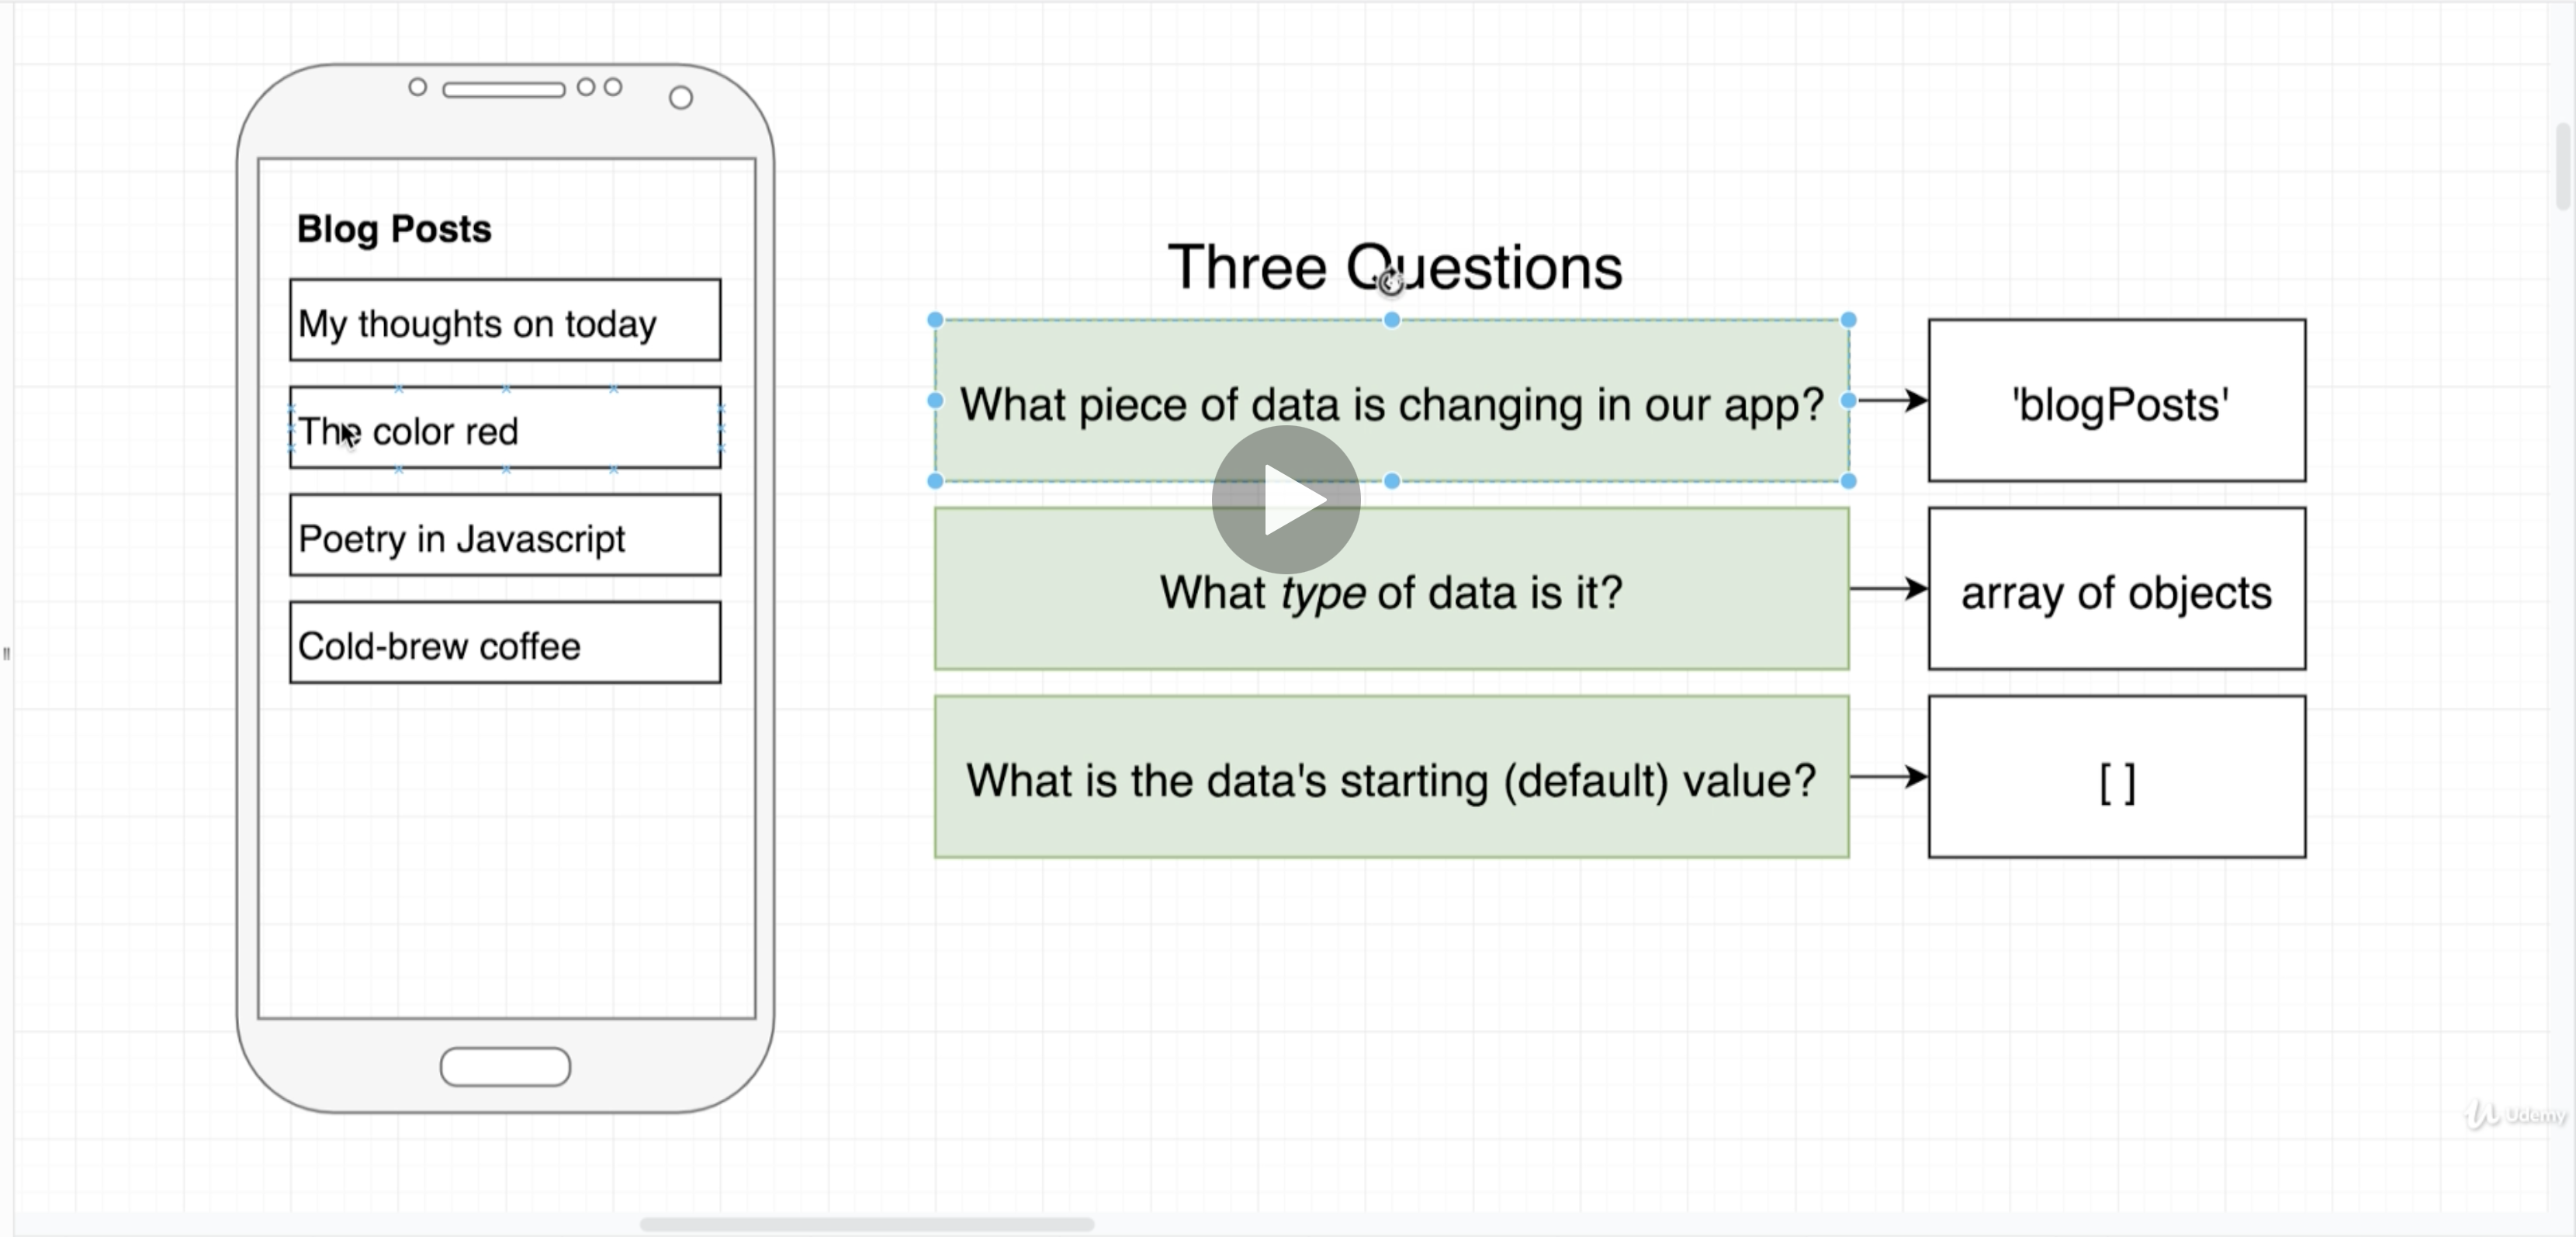 Blog Posts
My thoughts on today
The color red
Poetry in Javascript
Cold-brew coffee
Three Questions
What piece of data is changing in our app?
'blogPosts'
What type of data is it?
array of objects
What is the data's starting (default) value?
[ ]
Udemy